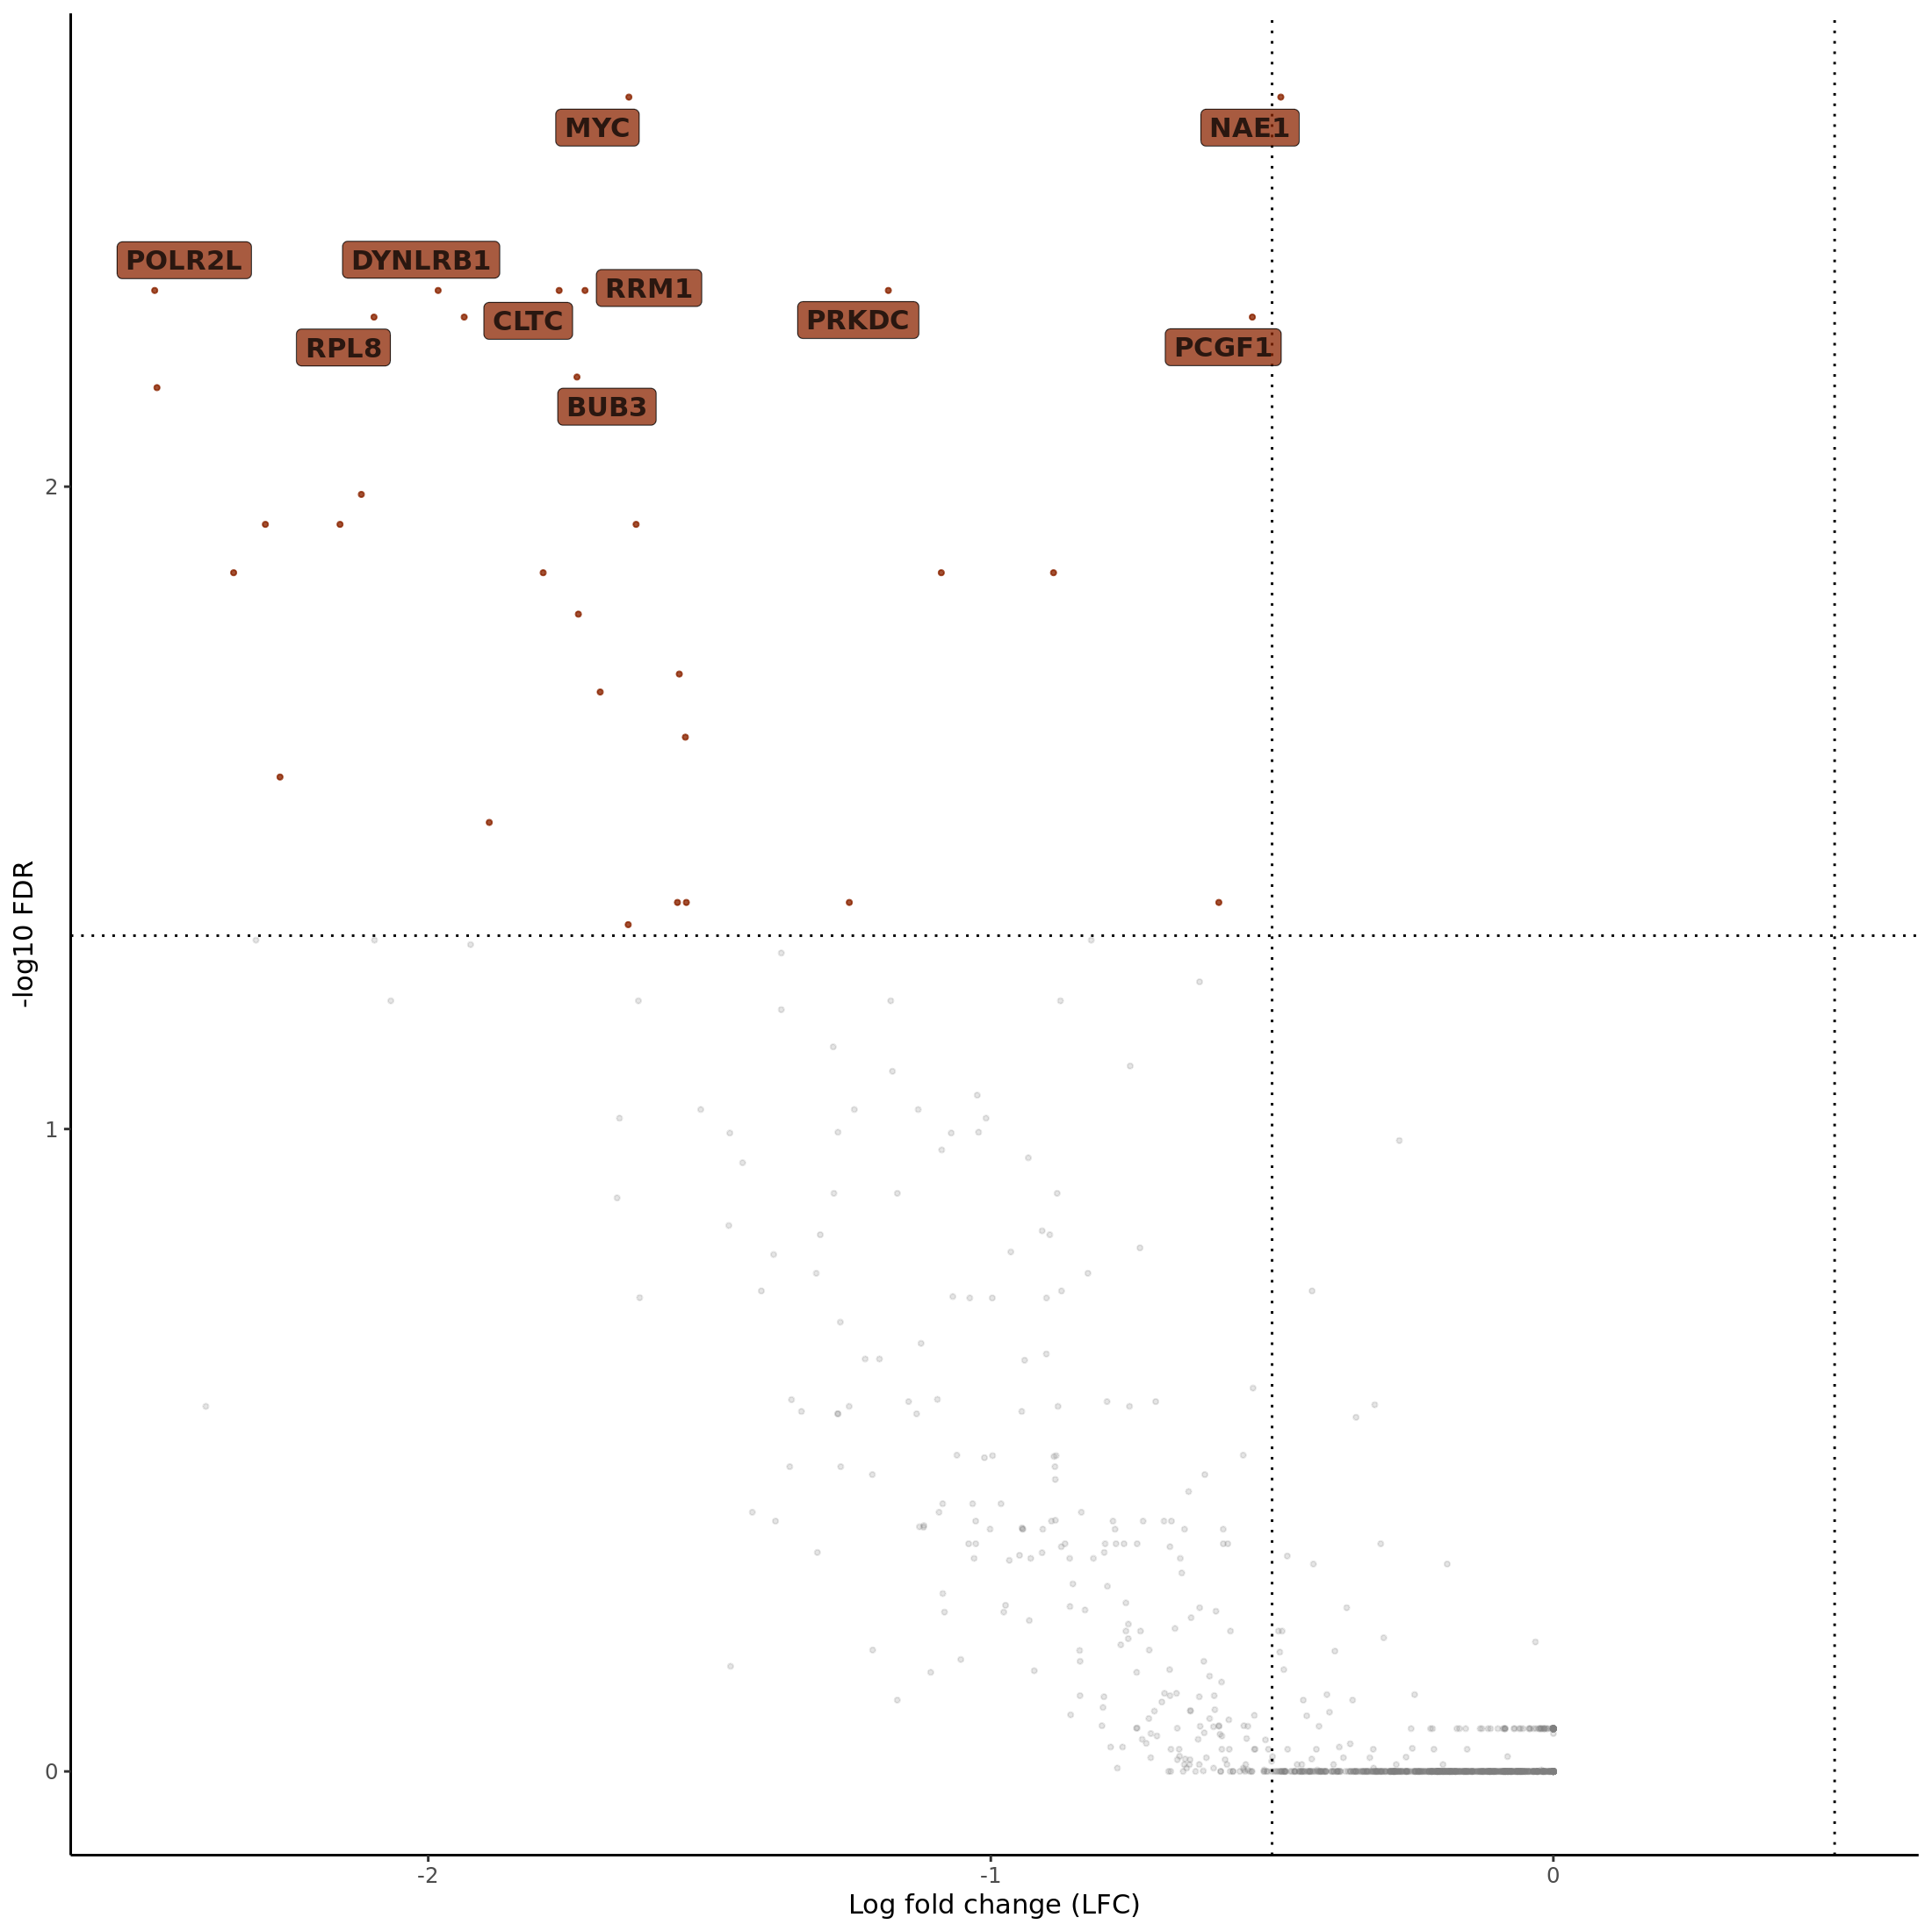 MYC
NAE1
POLR2L
DYNLRB1
RRM1
CLTC
PRKDC
RPL8
PCGF1
BUB3
2
1
0
-log10 FDR
-2
-1
0
Log fold change (LFC)